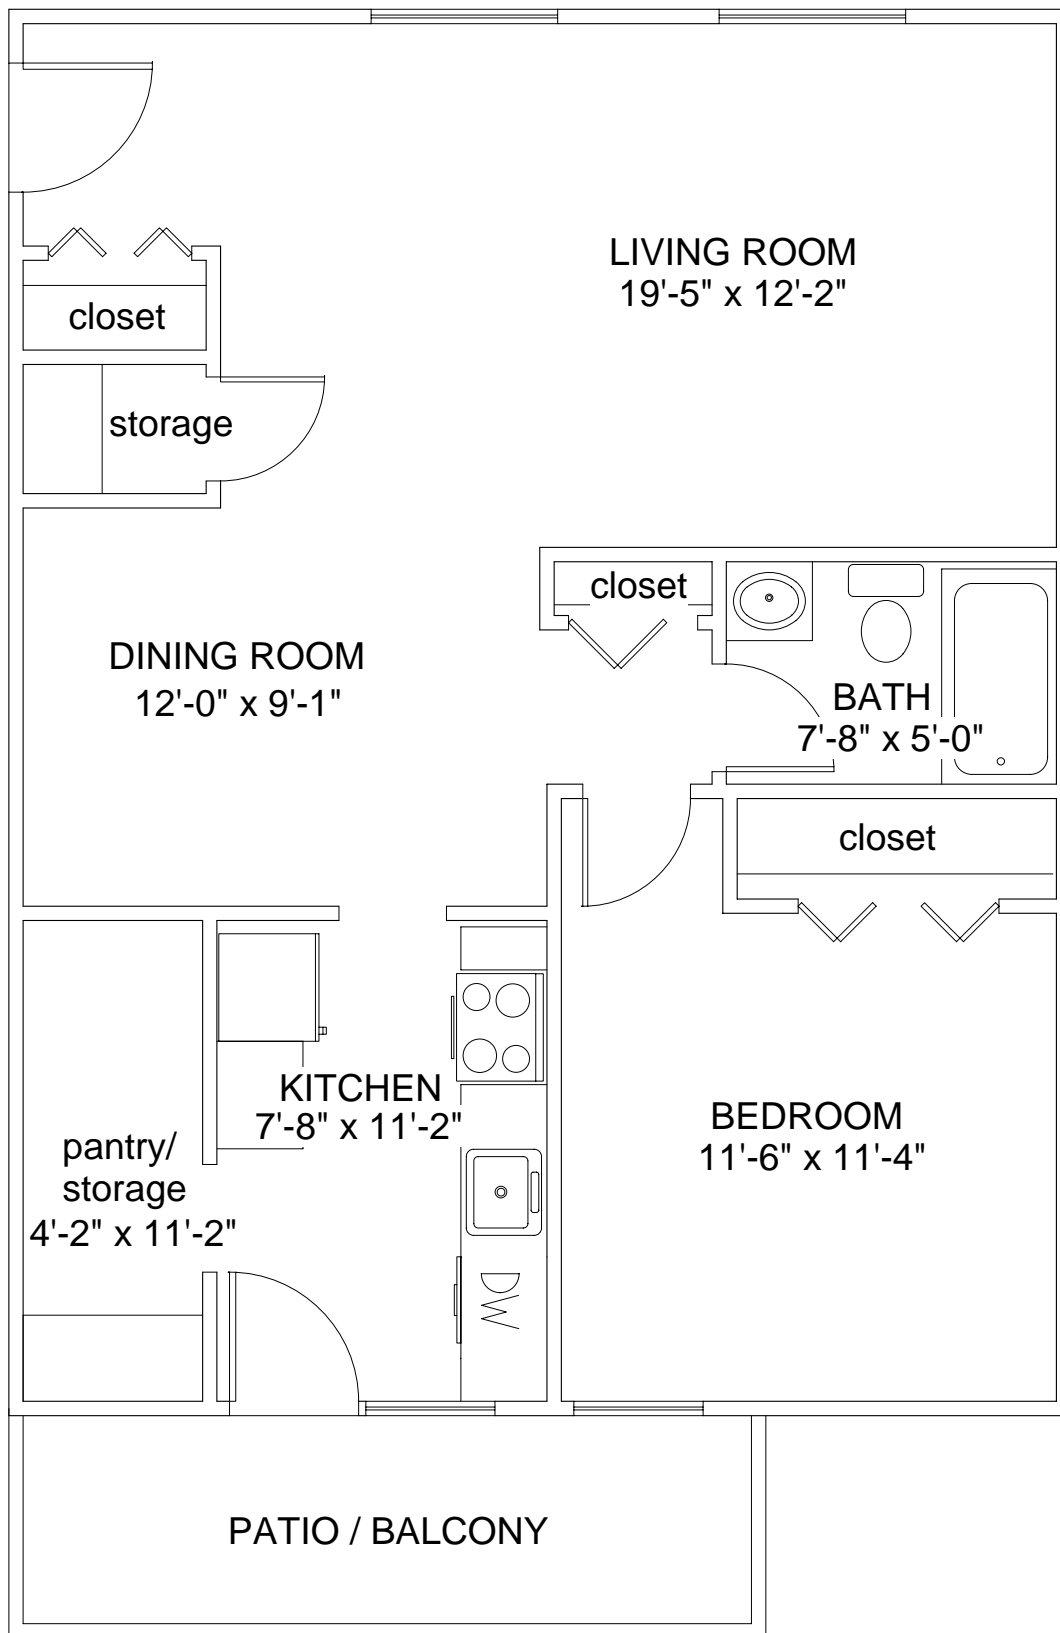 LIVING ROOM
19'-5" x 12'-2"
closet
storage
closet
DINING ROOM
12'-0" x 9'-1"
BATH
7'-8" x 5'-0"
closet
KITCHEN
7'-8" x 11'-2"
BEDROOM
11'-6" x 11'-4"
pantry/
storage
4'-2" x 11'-2"
DW
PATIO / BALCONY